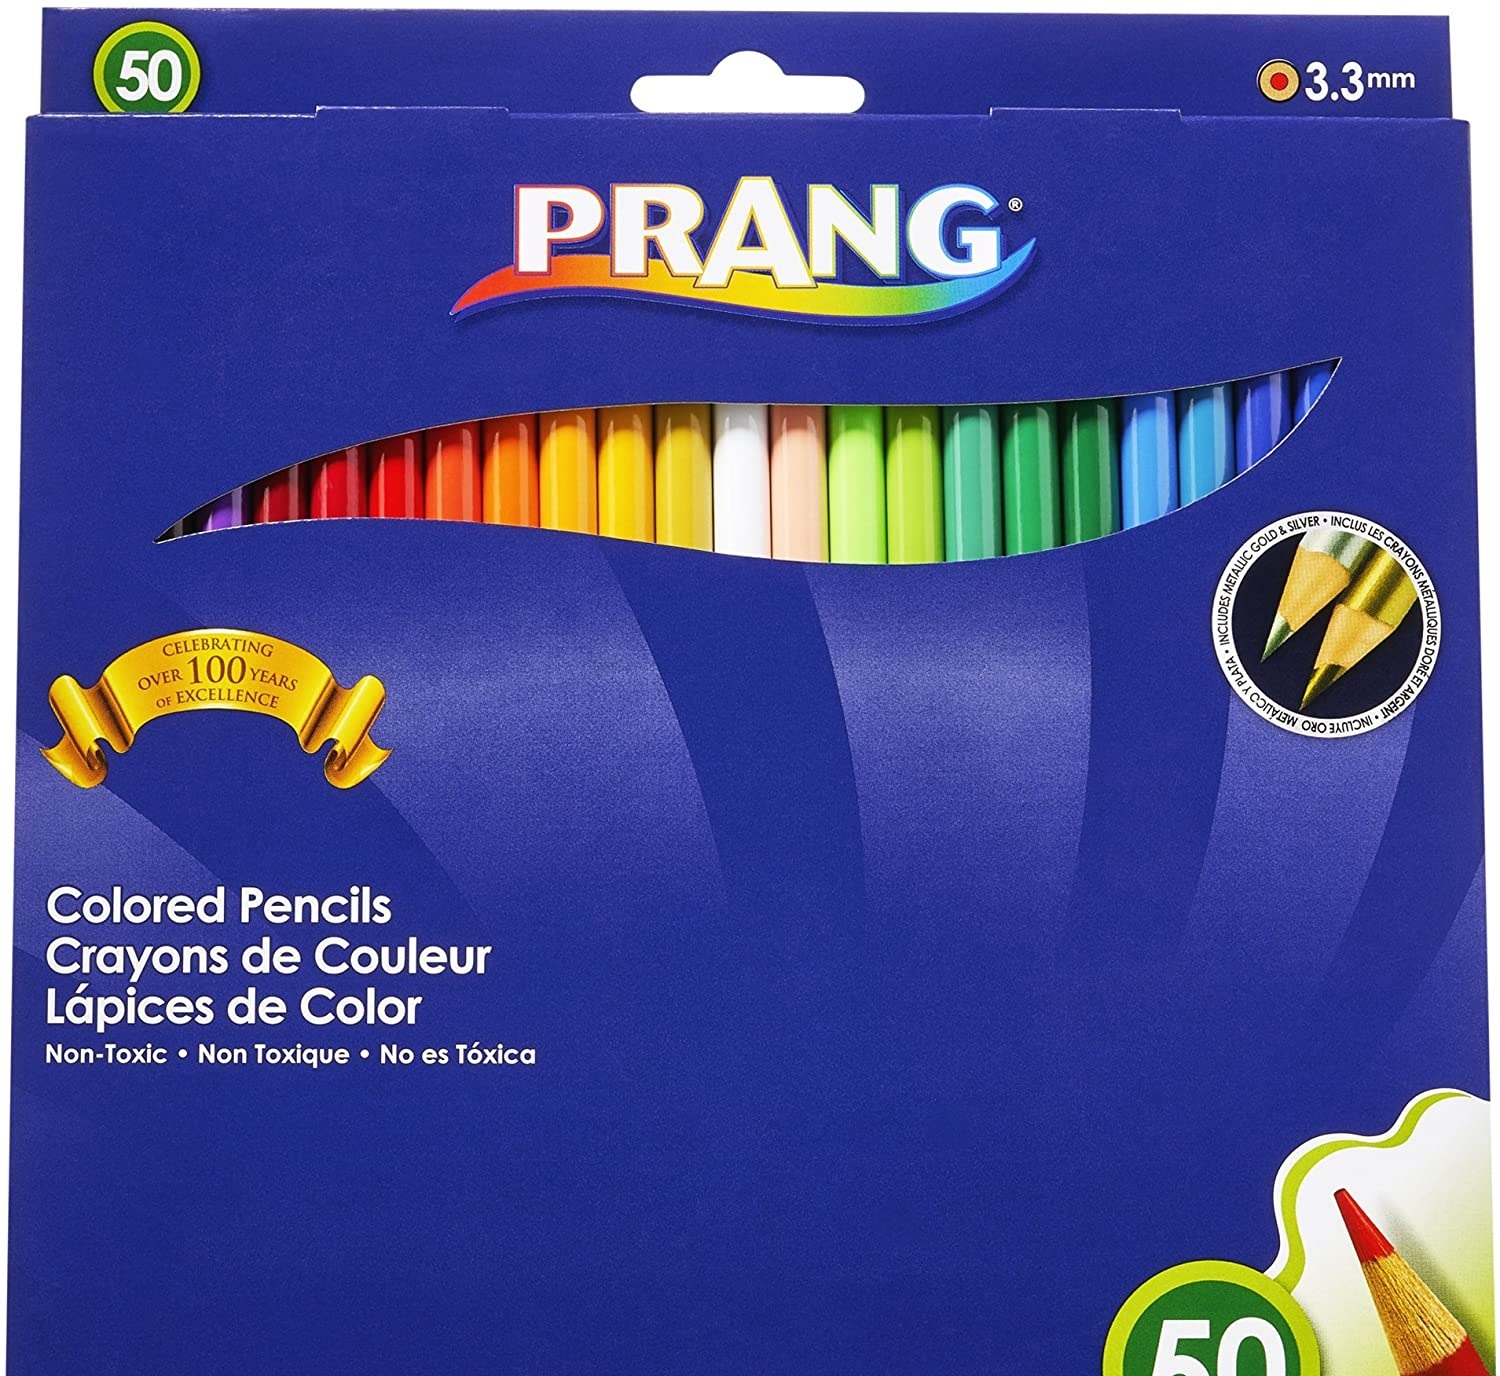 50
3.3mm
PRANG®
CELEBRATING
OVER 100 YEARS
OF EXCELLENCE
INCLUDES METALLIC GOLD & SILVER • INCLUS LES CRAYONS MÉTALLIQUES DORÉ ET ARGENT • INCLUYE ORO METÁLICO Y PLATA •
Colored Pencils
Crayons de Couleur
Lápices de Color
Non-Toxic • Non Toxique • No es Tóxica
50